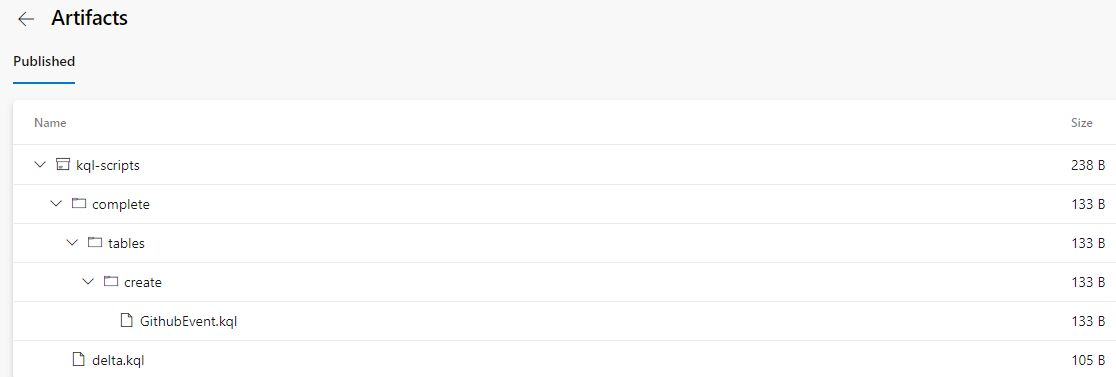 Artifacts
Published
Name Size
kql-scripts 238 B
complete 133 B
tables 133 B
create 133 B
GithubEvent.kql 133 B
delta.kql 105 B